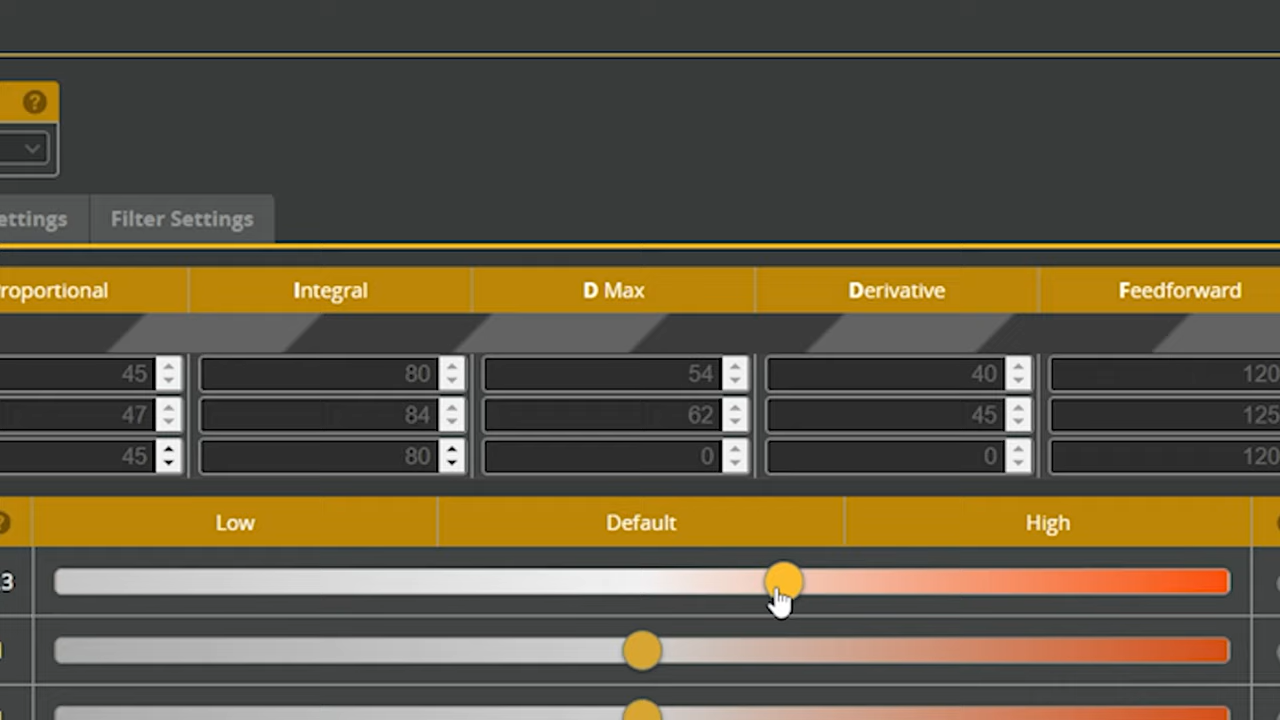 ?
ettings Filter Settings
roportional Integral D Max Derivative Feedforward
45 80 54 40 120
47 84 62 45 125
45 80 0 0 120
? Low Default High
3